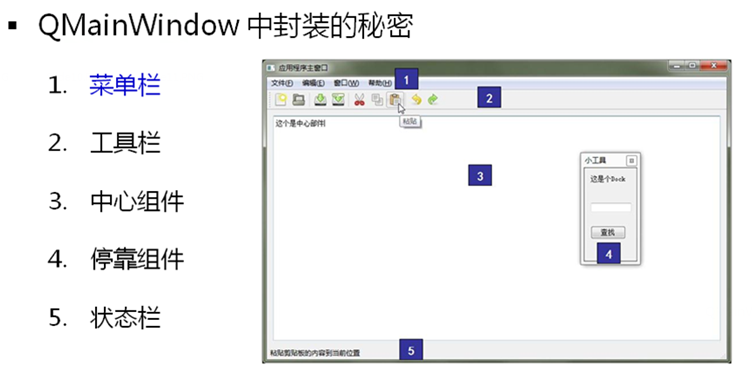 ▪ QMainWindow 中封装的秘密
1. 菜单栏
2. 工具栏
3. 中心组件
4. 停靠组件
5. 状态栏
应用程序主窗口
文件(F) 编辑(E) 窗口(W) 帮助(H)
1
2
粘贴
这个是中心部件
3
小工具
这是个Dock
查找
4
粘贴剪贴板的内容到当前位置
5